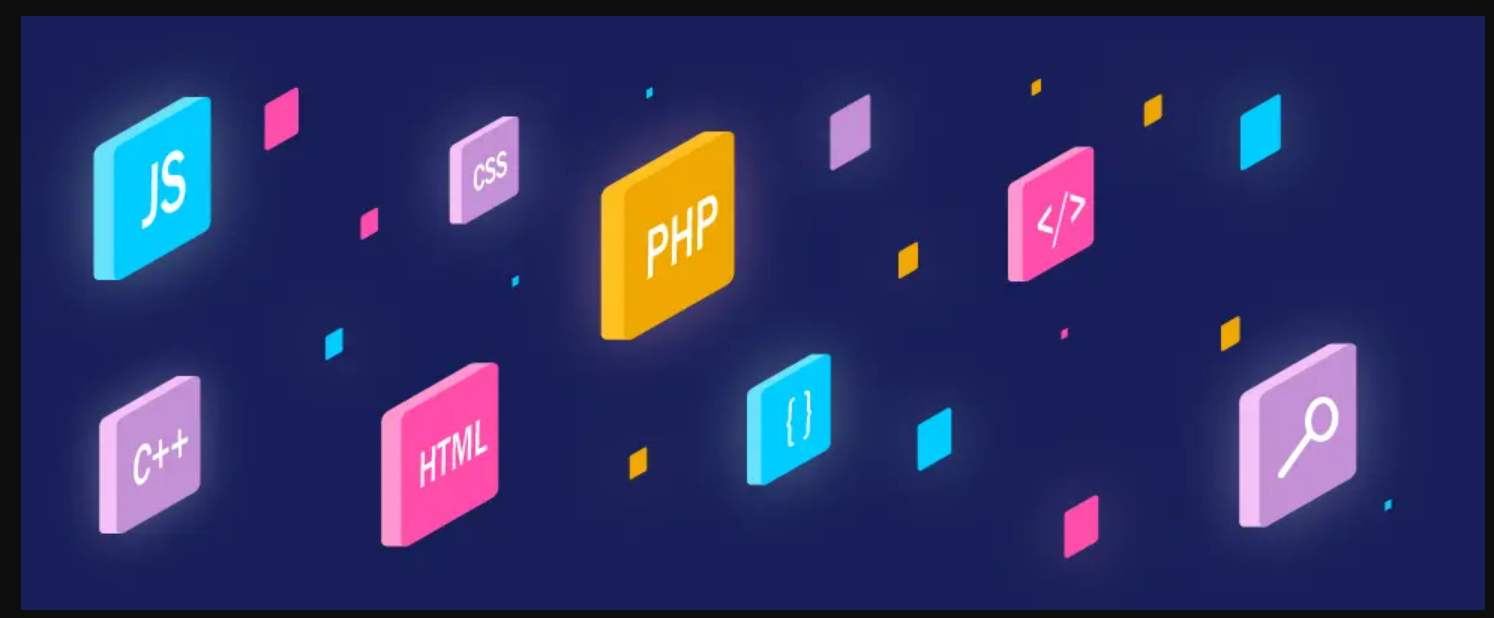 JS
CSS
PHP
</>
C++
HTML
{ }